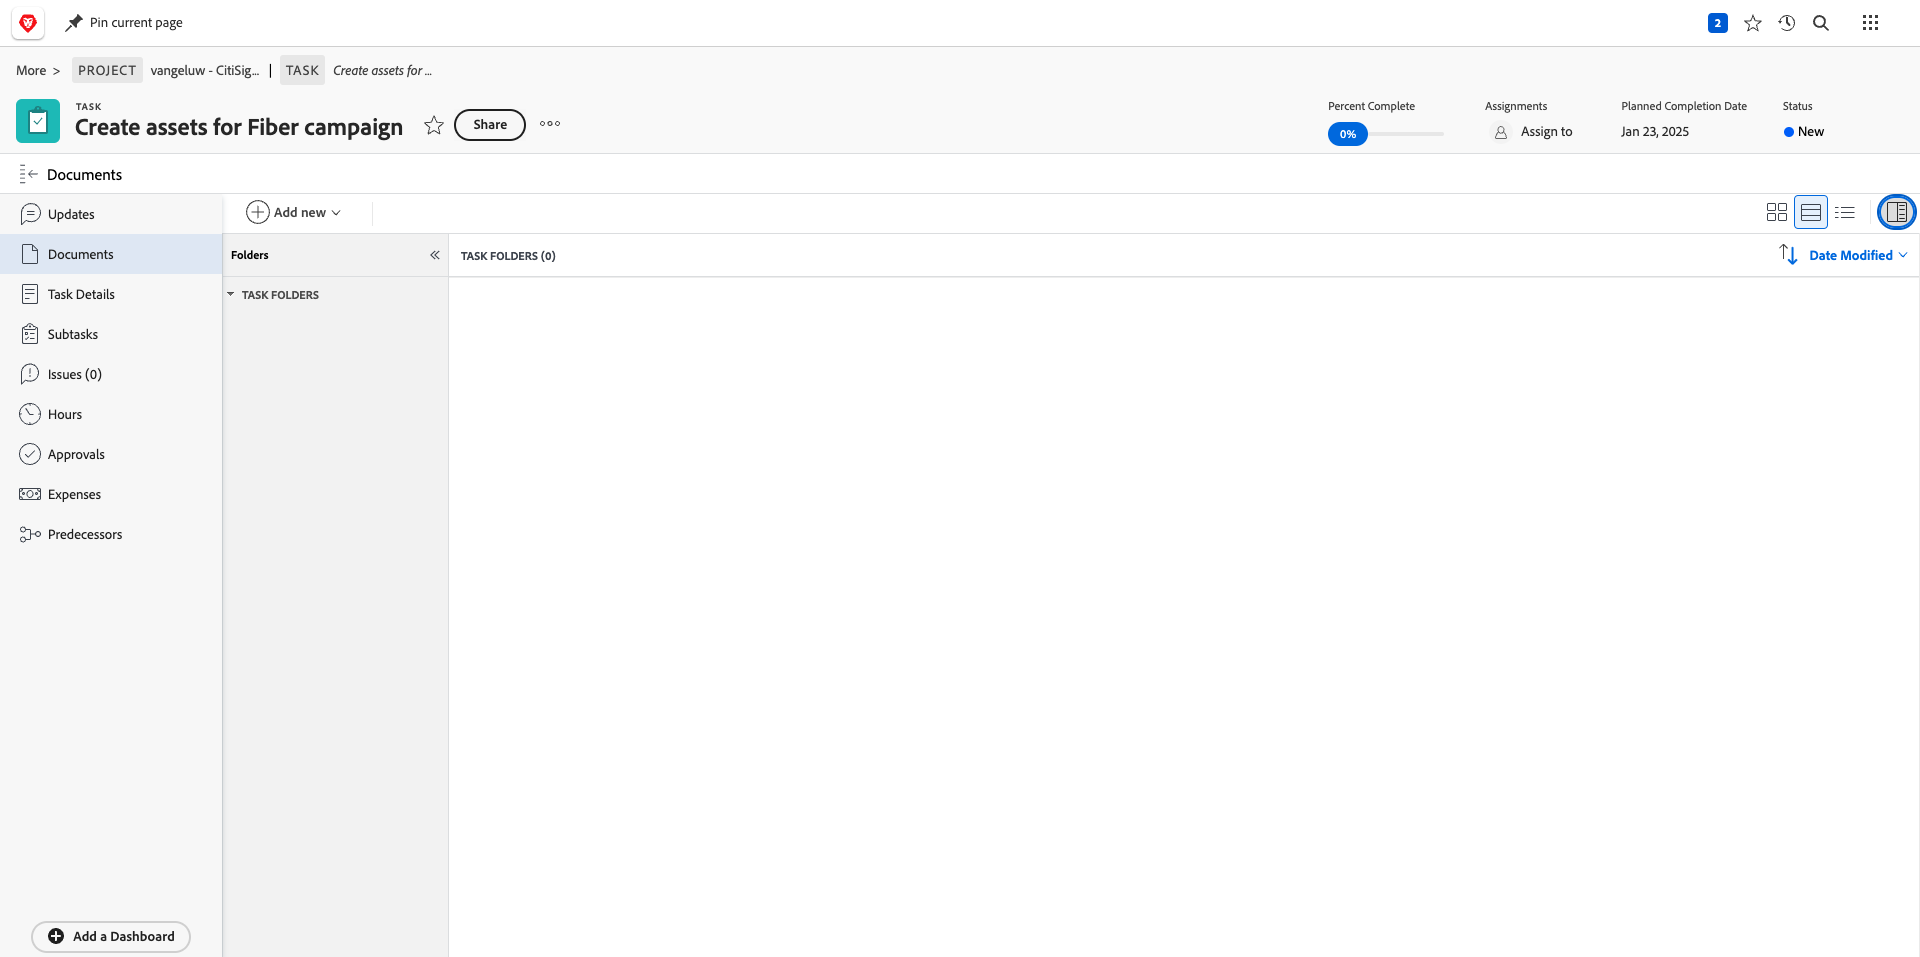 Pin current page
2
More >
PROJECT
vangeluw - CitiSig...
|
TASK
Create assets for ...
TASK
Create assets for Fiber campaign
Share
Percent Complete
0%
Assignments
Assign to
Planned Completion Date
Jan 23, 2025
Status
New
Documents
Updates
Documents
Task Details
Subtasks
Issues (0)
Hours
Approvals
Expenses
Predecessors
Add a Dashboard
Add new
Folders
TASK FOLDERS
TASK FOLDERS (0)
Date Modified